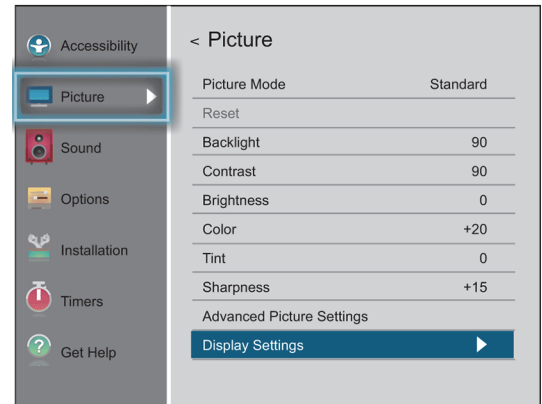 Accessibility
Picture
Sound
Options
Installation
Timers
? Get Help
< Picture
Picture Mode Standard
Reset
Backlight 90
Contrast 90
Brightness 0
Color +20
Tint 0
Sharpness +15
Advanced Picture Settings
Display Settings